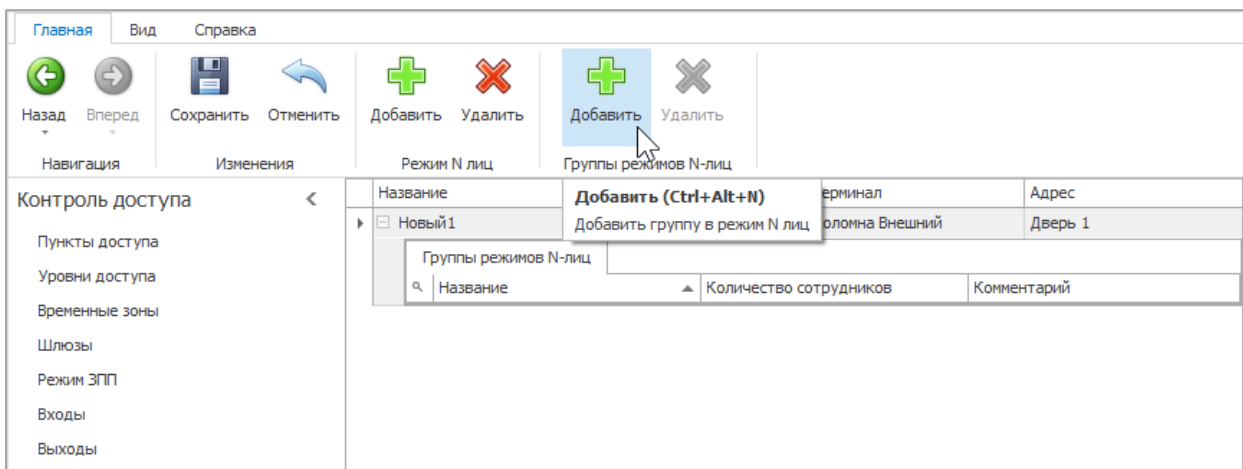 Главная Вид Справка
Назад Вперед Сохранить Отменить Добавить Удалить Добавить Удалить
Навигация Изменения Режим N лиц Группы режимов N-лиц
Контроль доступа
Пункты доступа
Уровни доступа
Временные зоны
Шлюзы
Режим ЗПП
Входы
Выходы
Название Адрес
Добавить (Ctrl+Alt+N)
Добавить группу в режим N лиц
Новый1 Внешний Дверь 1
Группы режимов N-лиц
Название Количество сотрудников Комментарий